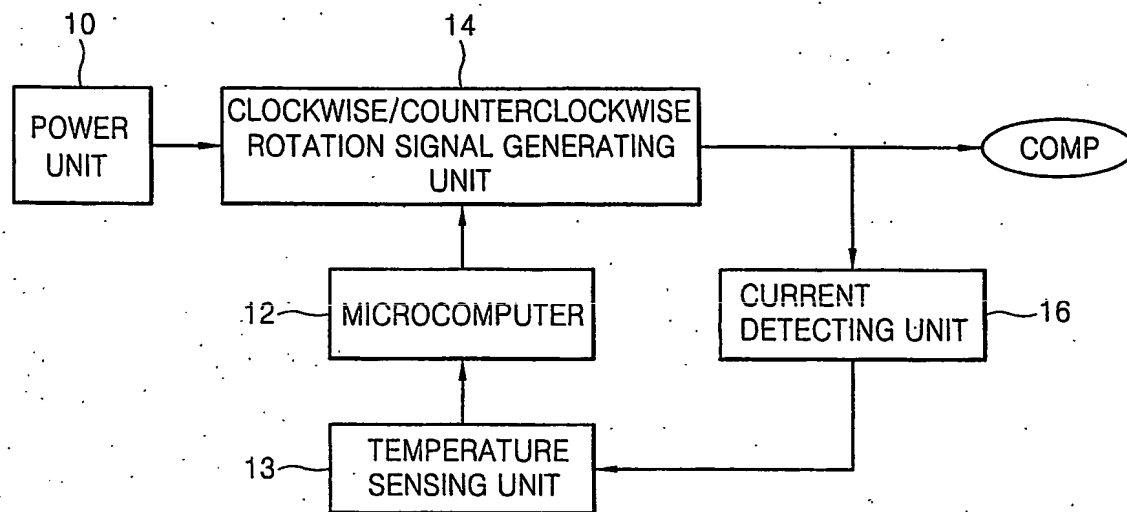 10
14
POWER
UNIT
CLOCKWISE/COUNTERCLOCKWISE
ROTATION SIGNAL GENERATING
UNIT
COMP
12
MICROCOMPUTER
CURRENT
DETECTING UNIT
16
13
TEMPERATURE
SENSING UNIT